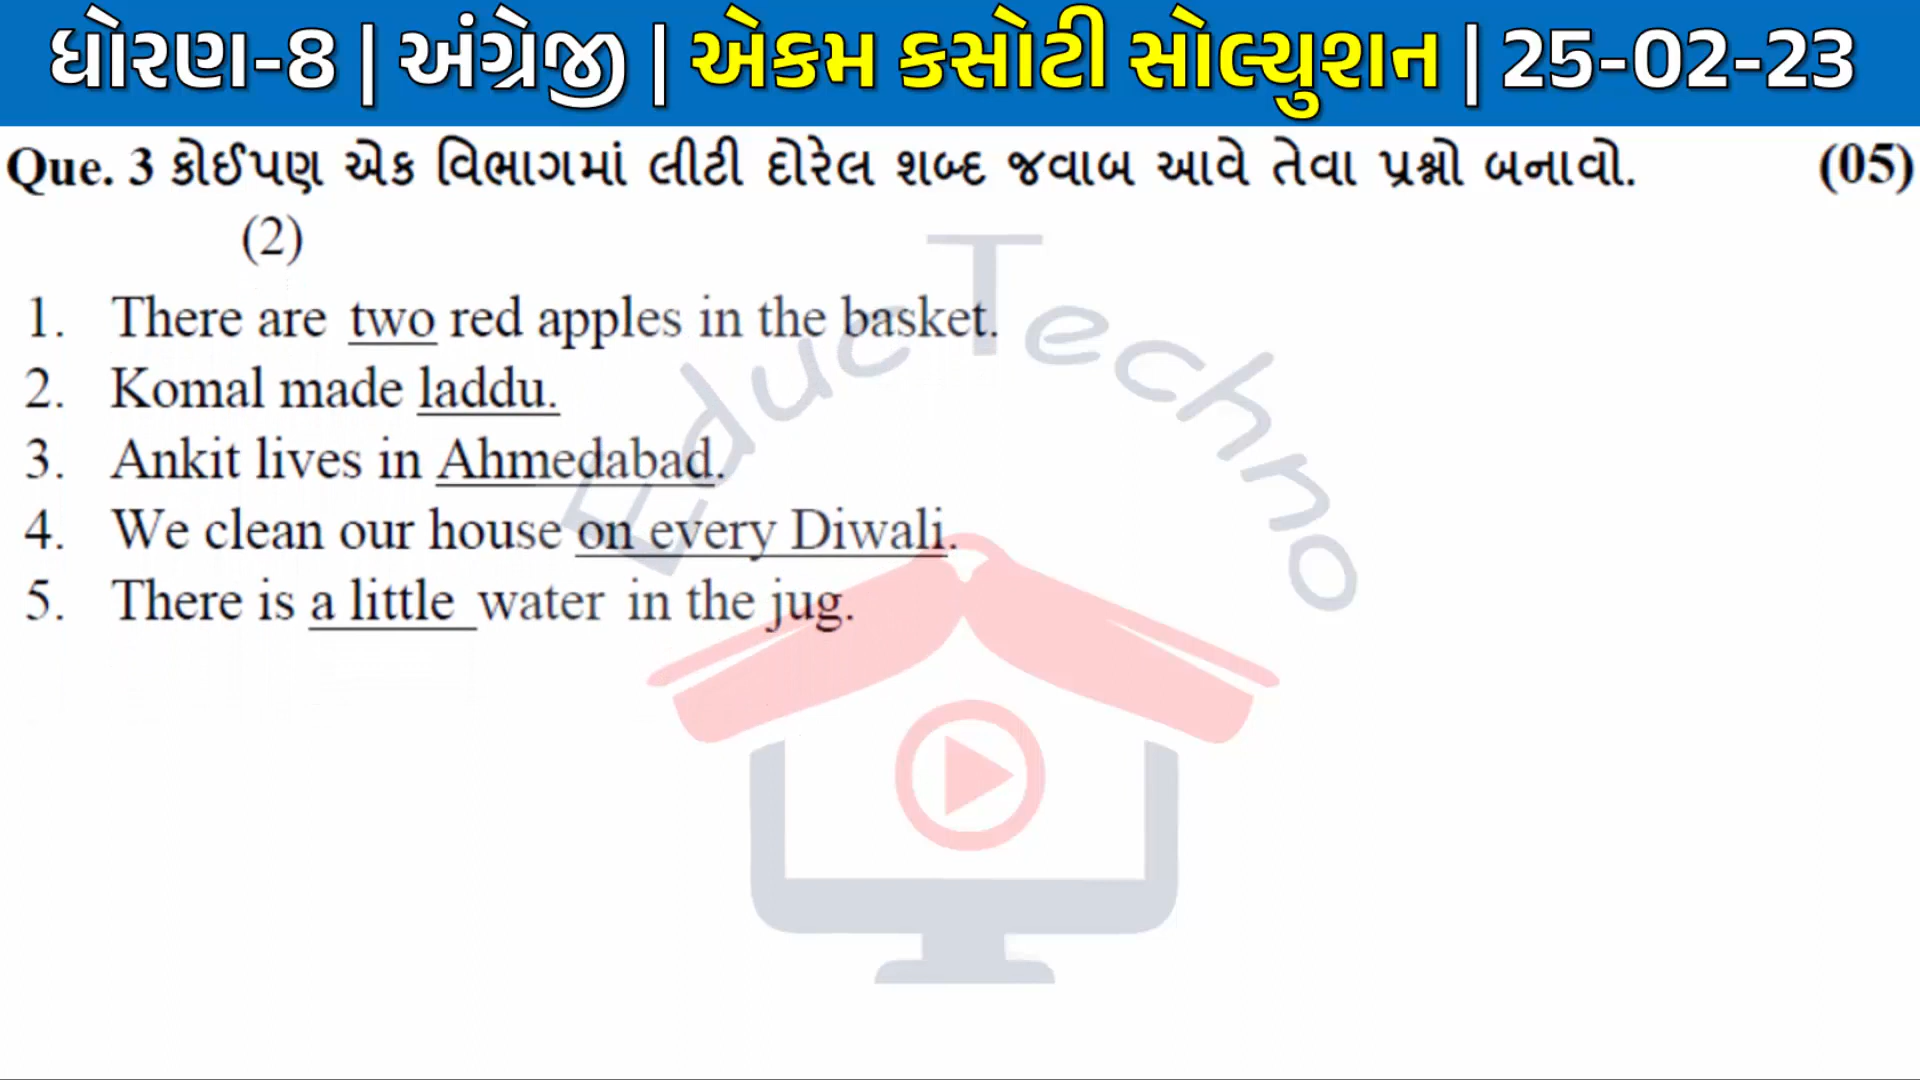 ધોરણ-8 | અંગ્રેજી | એકમ કસોટી સોલ્યુશન | 25-02-23
Que. 3 કોઈપણ એક વિભાગમાં લીટી દોરેલ શબ્દ જવાબ આવે તેવા પ્રશ્નો બનાવો. (05)
(2)
1. There are two red apples in the basket.
2. Komal made laddu.
3. Ankit lives in Ahmedabad.
4. We clean our house on every Diwali.
5. There is a little water in the jug.
EducTechno